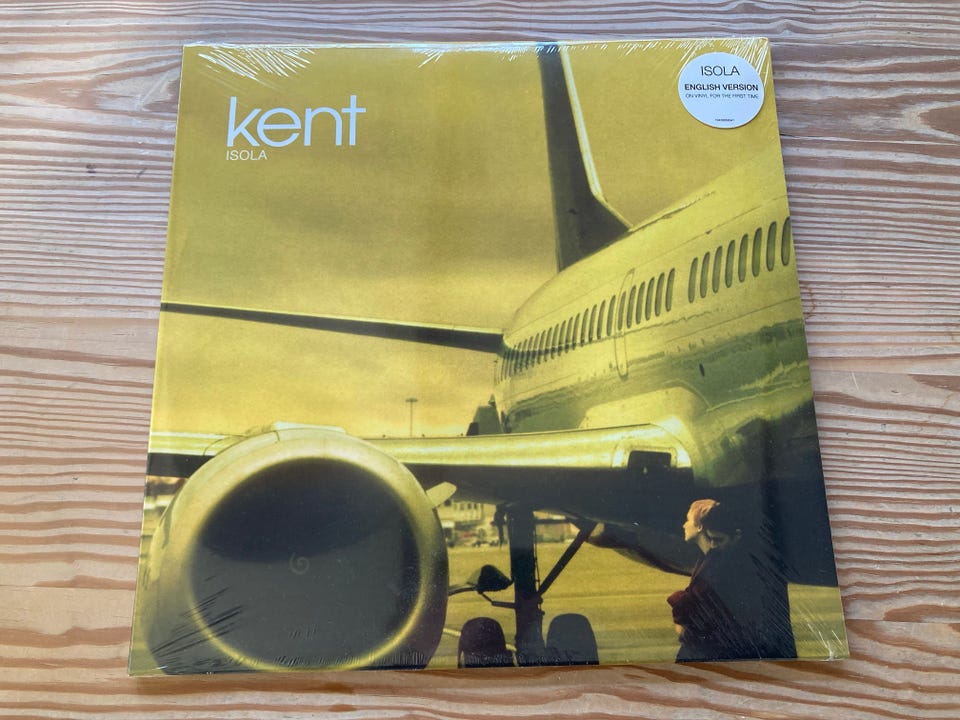 kent
ISOLA
ISOLA
ENGLISH VERSION
ON VINYL FOR THE FIRST TIME